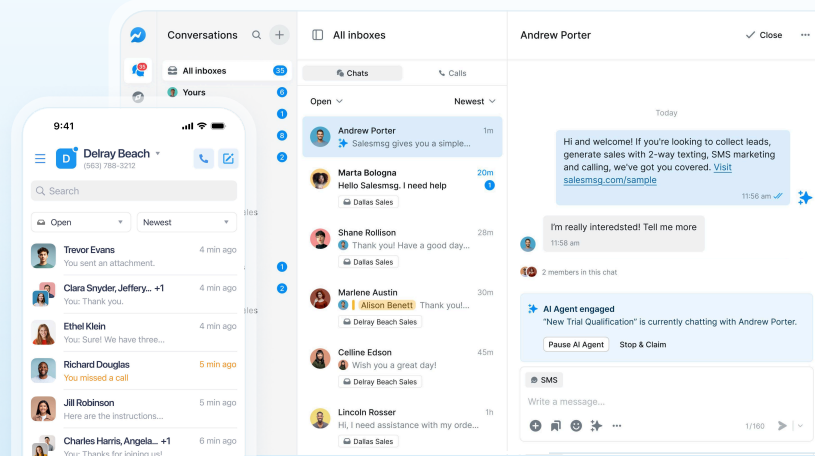 Conversations
35
All inboxes
35
Yours
6
1
8
2
1
2
9:41
D
Delray Beach
(563) 788-3212
Search
Open
Newest
Trevor Evans
4 min ago
You sent an attachment.
Clara Snyder, Jeffery... +1
4 min ago
You: Thank you.
Ethel Klein
4 min ago
You: Sure! We have three...
Richard Douglas
5 min ago
You missed a call
Jill Robinson
5 min ago
Here are the instructions...
Charles Harris, Angela... +1
6 min ago
You: Thanks for joining us!
All inboxes
Chats
Calls
Open
Newest
Andrew Porter
1m
Salesmsg gives you a simple...
Marta Bologna
20m
Hello Salesmsg. I need help
1
Dallas Sales
Shane Rollison
28m
Thank you! Have a good day...
Dallas Sales
Marlene Austin
30m
Alison Benett Thank you!...
Delray Beach Sales
Celline Edson
45m
Wish you a great day!
Delray Beach Sales
Lincoln Rosser
1h
Hi, I need assistance with my orde...
Dallas Sales
Andrew Porter
Close
Today
Hi and welcome! If you're looking to collect leads,
generate sales with 2-way texting, SMS marketing
and calling, we've got you covered. Visit
salesmsg.com/sample
11:56 am
I'm really interedsted! Tell me more
11:58 am
2 members in this chat
AI Agent engaged
"New Trial Qualification" is currently chatting with Andrew Porter.
Pause AI Agent
Stop & Claim
SMS
Write a message...
1/160